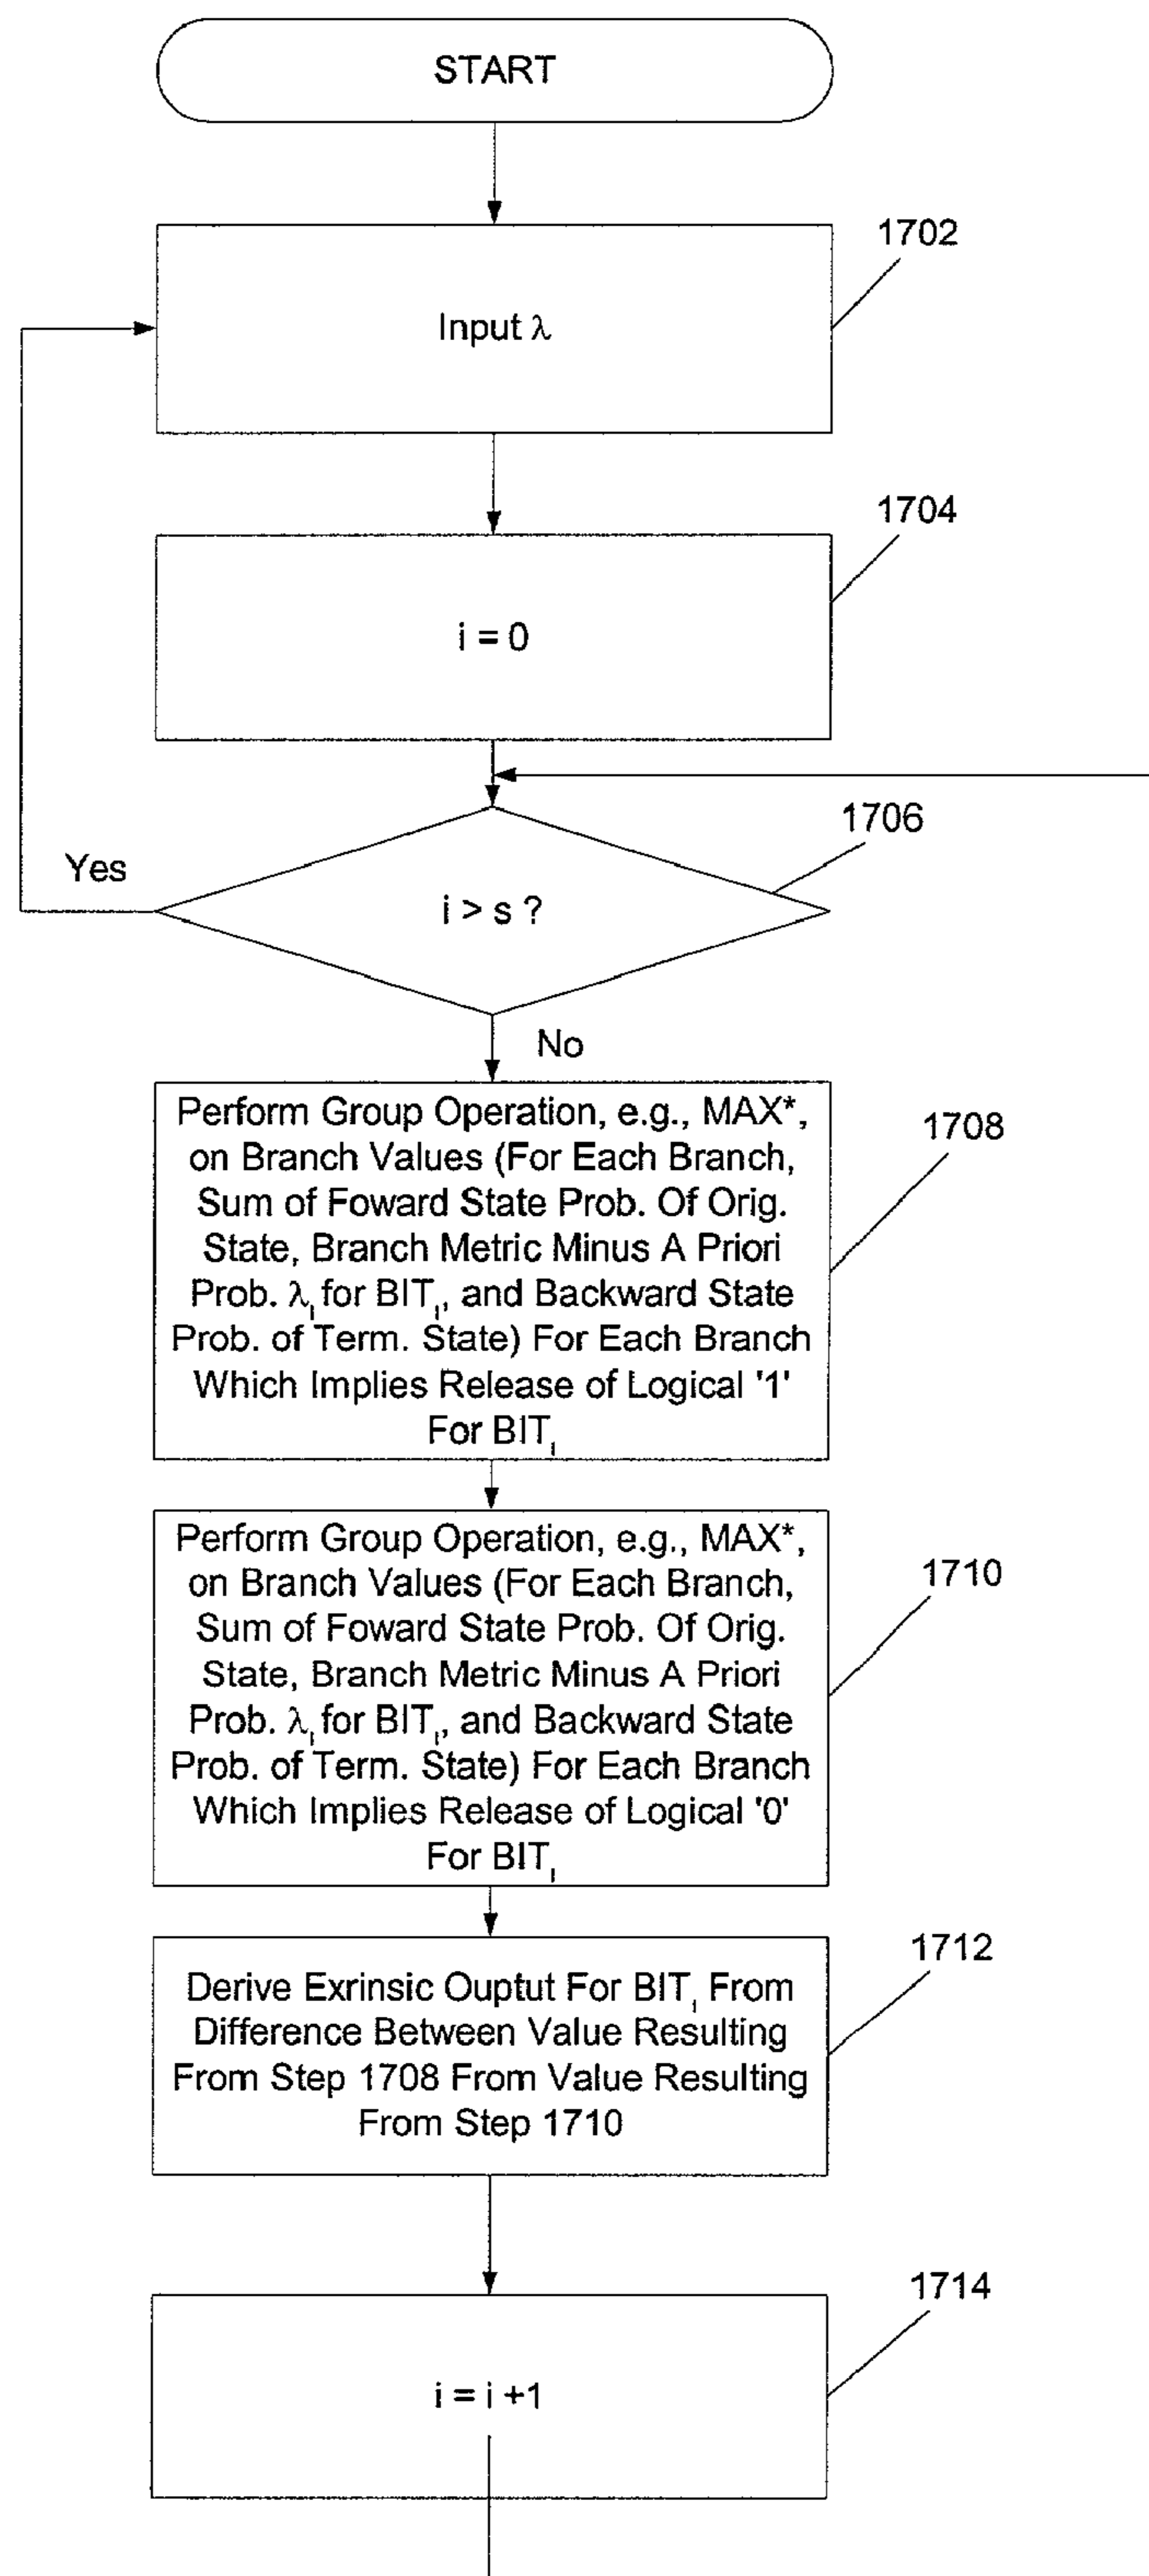 START
1702
Input λ
1704
i = 0
1706
Yes
i > s ?
No
1708
Perform Group Operation, e.g., MAX*,
on Branch Values (For Each Branch,
Sum of Foward State Prob. Of Orig.
State, Branch Metric Minus A Priori
Prob. λi for BITi, and Backward State
Prob. of Term. State) For Each Branch
Which Implies Release of Logical '1'
For BITi
1710
Perform Group Operation, e.g., MAX*,
on Branch Values (For Each Branch,
Sum of Foward State Prob. Of Orig.
State, Branch Metric Minus A Priori
Prob. λi for BITi, and Backward State
Prob. of Term. State) For Each Branch
Which Implies Release of Logical '0'
For BITi
1712
Derive Exrinsic Ouptut For BITi From
Difference Between Value Resulting
From Step 1708 From Value Resulting
From Step 1710
1714
i = i +1